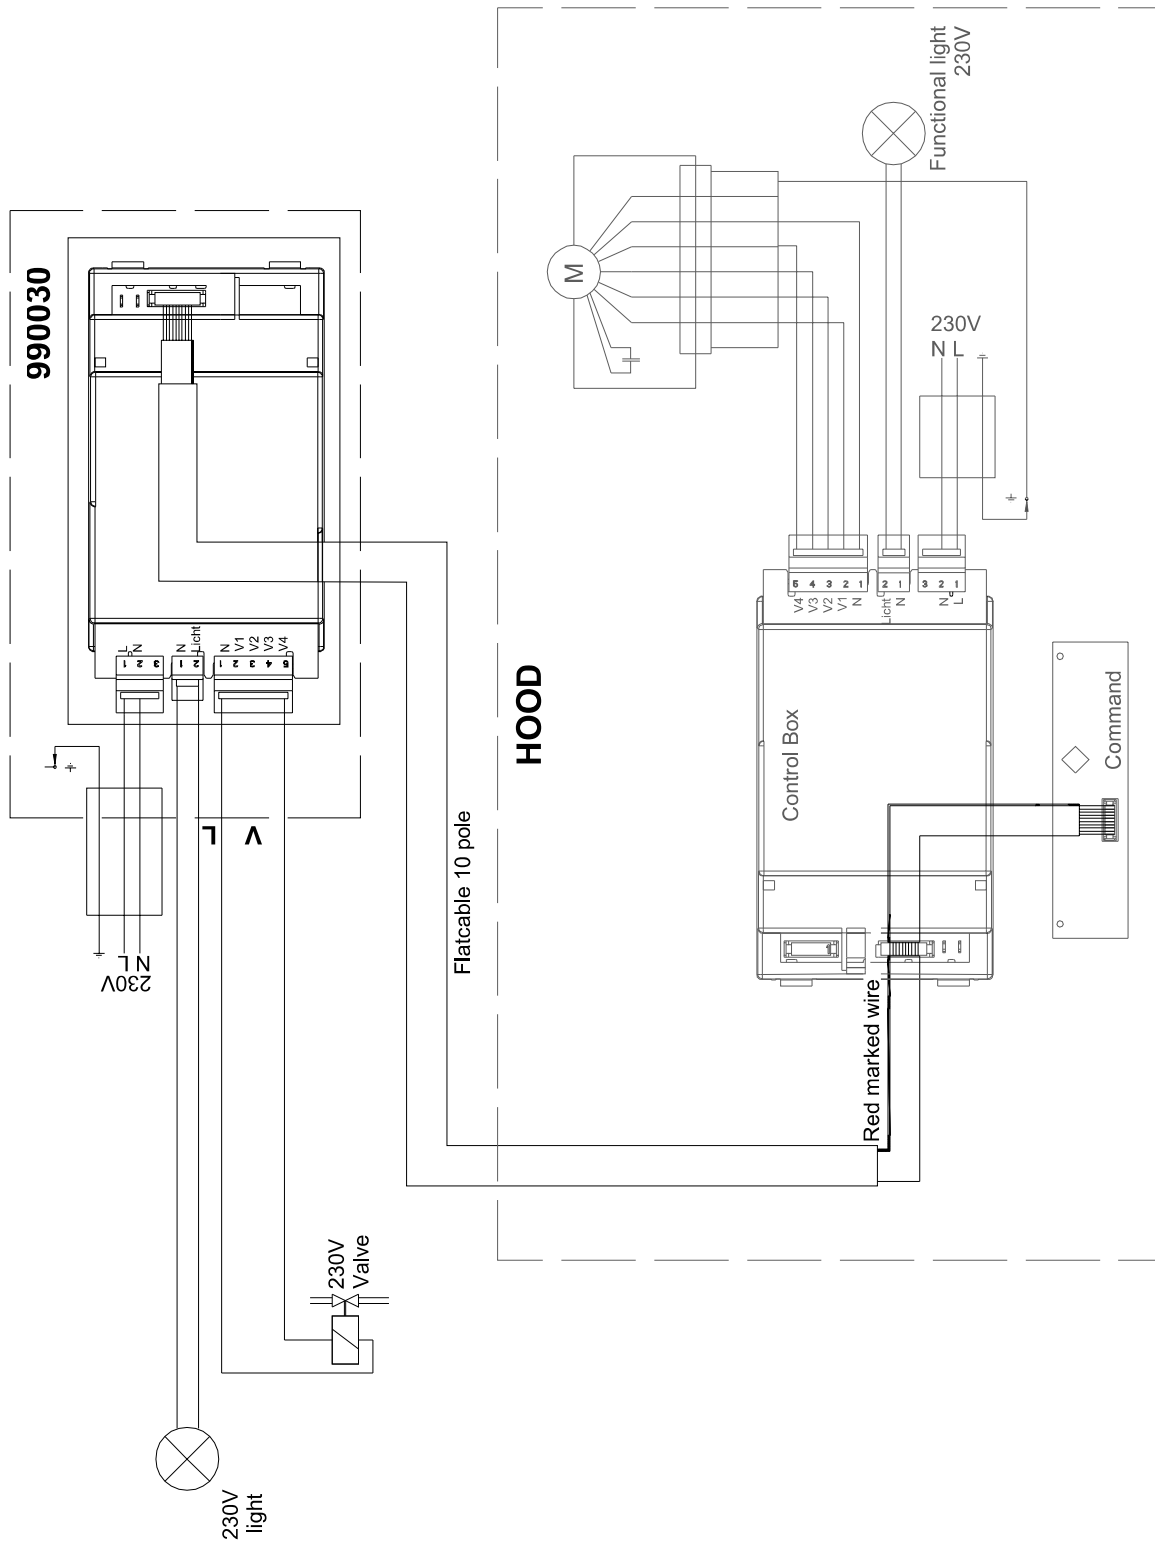 Functional light
230V
990030
M
230V
N L
5 4 3 2 1
2 1
3 2 1
V4
V3
V2
V1
N
Licht
N
N
L
L
N
N
Licht
N
V1
V2
V3
V4
1 2 3
1 2
1 2 3 4 5
HOOD
Control Box
Command
L
V
Flatcable 10 pole
N L
230V
Red marked wire
230V
Valve
230V
light